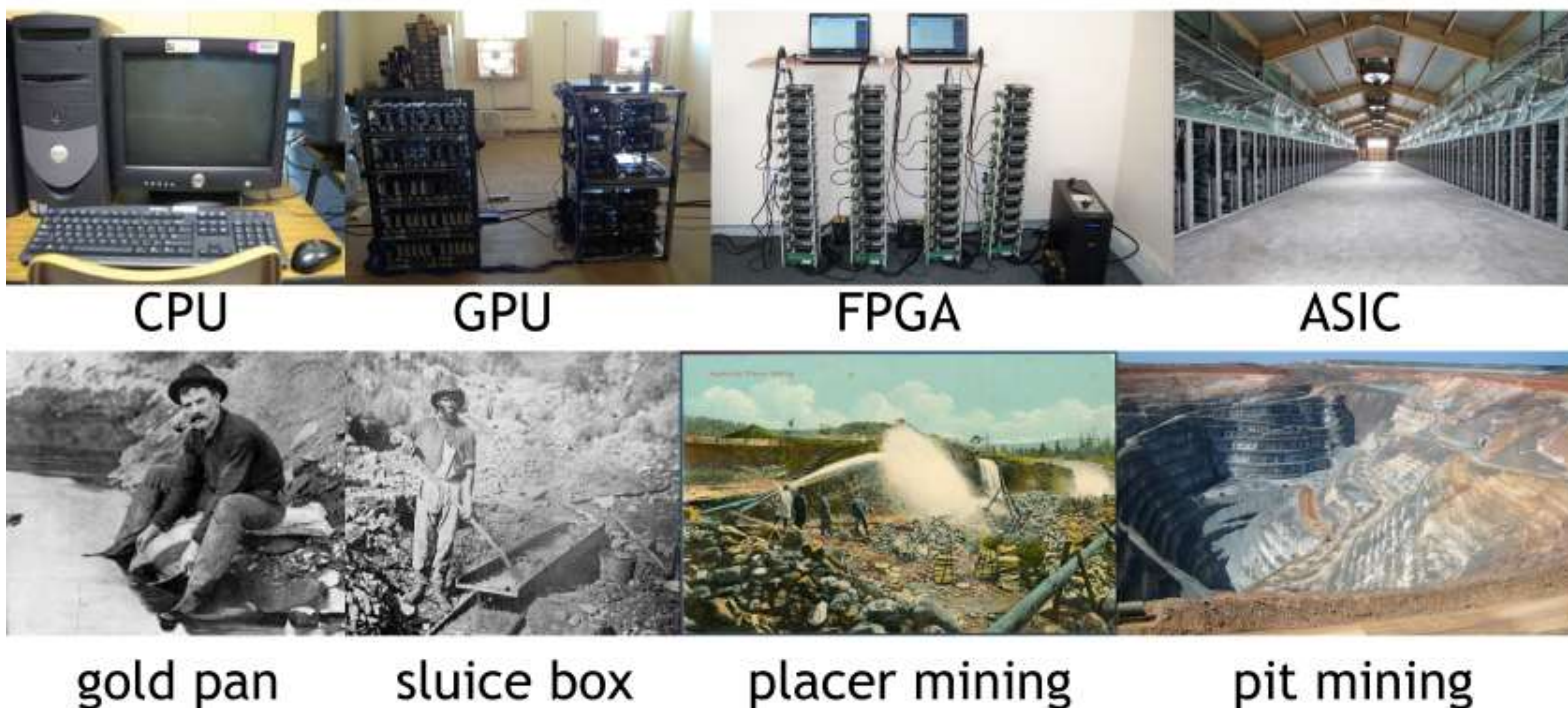 CPU
GPU
FPGA
ASIC
gold pan
sluice box
placer mining
pit mining